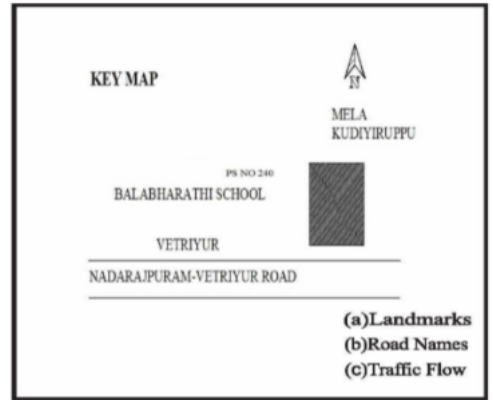 KEY MAP
N
MELA
KUDIYIRUPPU
PS NO 240
BALABHARATHI SCHOOL
VETRIYUR
NADARAJPURAM-VETRIYUR ROAD
(a)Landmarks
(b)Road Names
(c)Traffic Flow